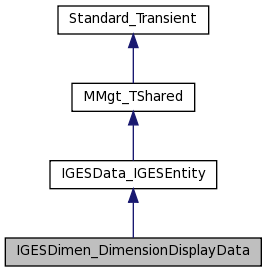 Standard_Transient
MMgt_TShared
IGESData_IGESEntity
IGESDimen_DimensionDisplayData